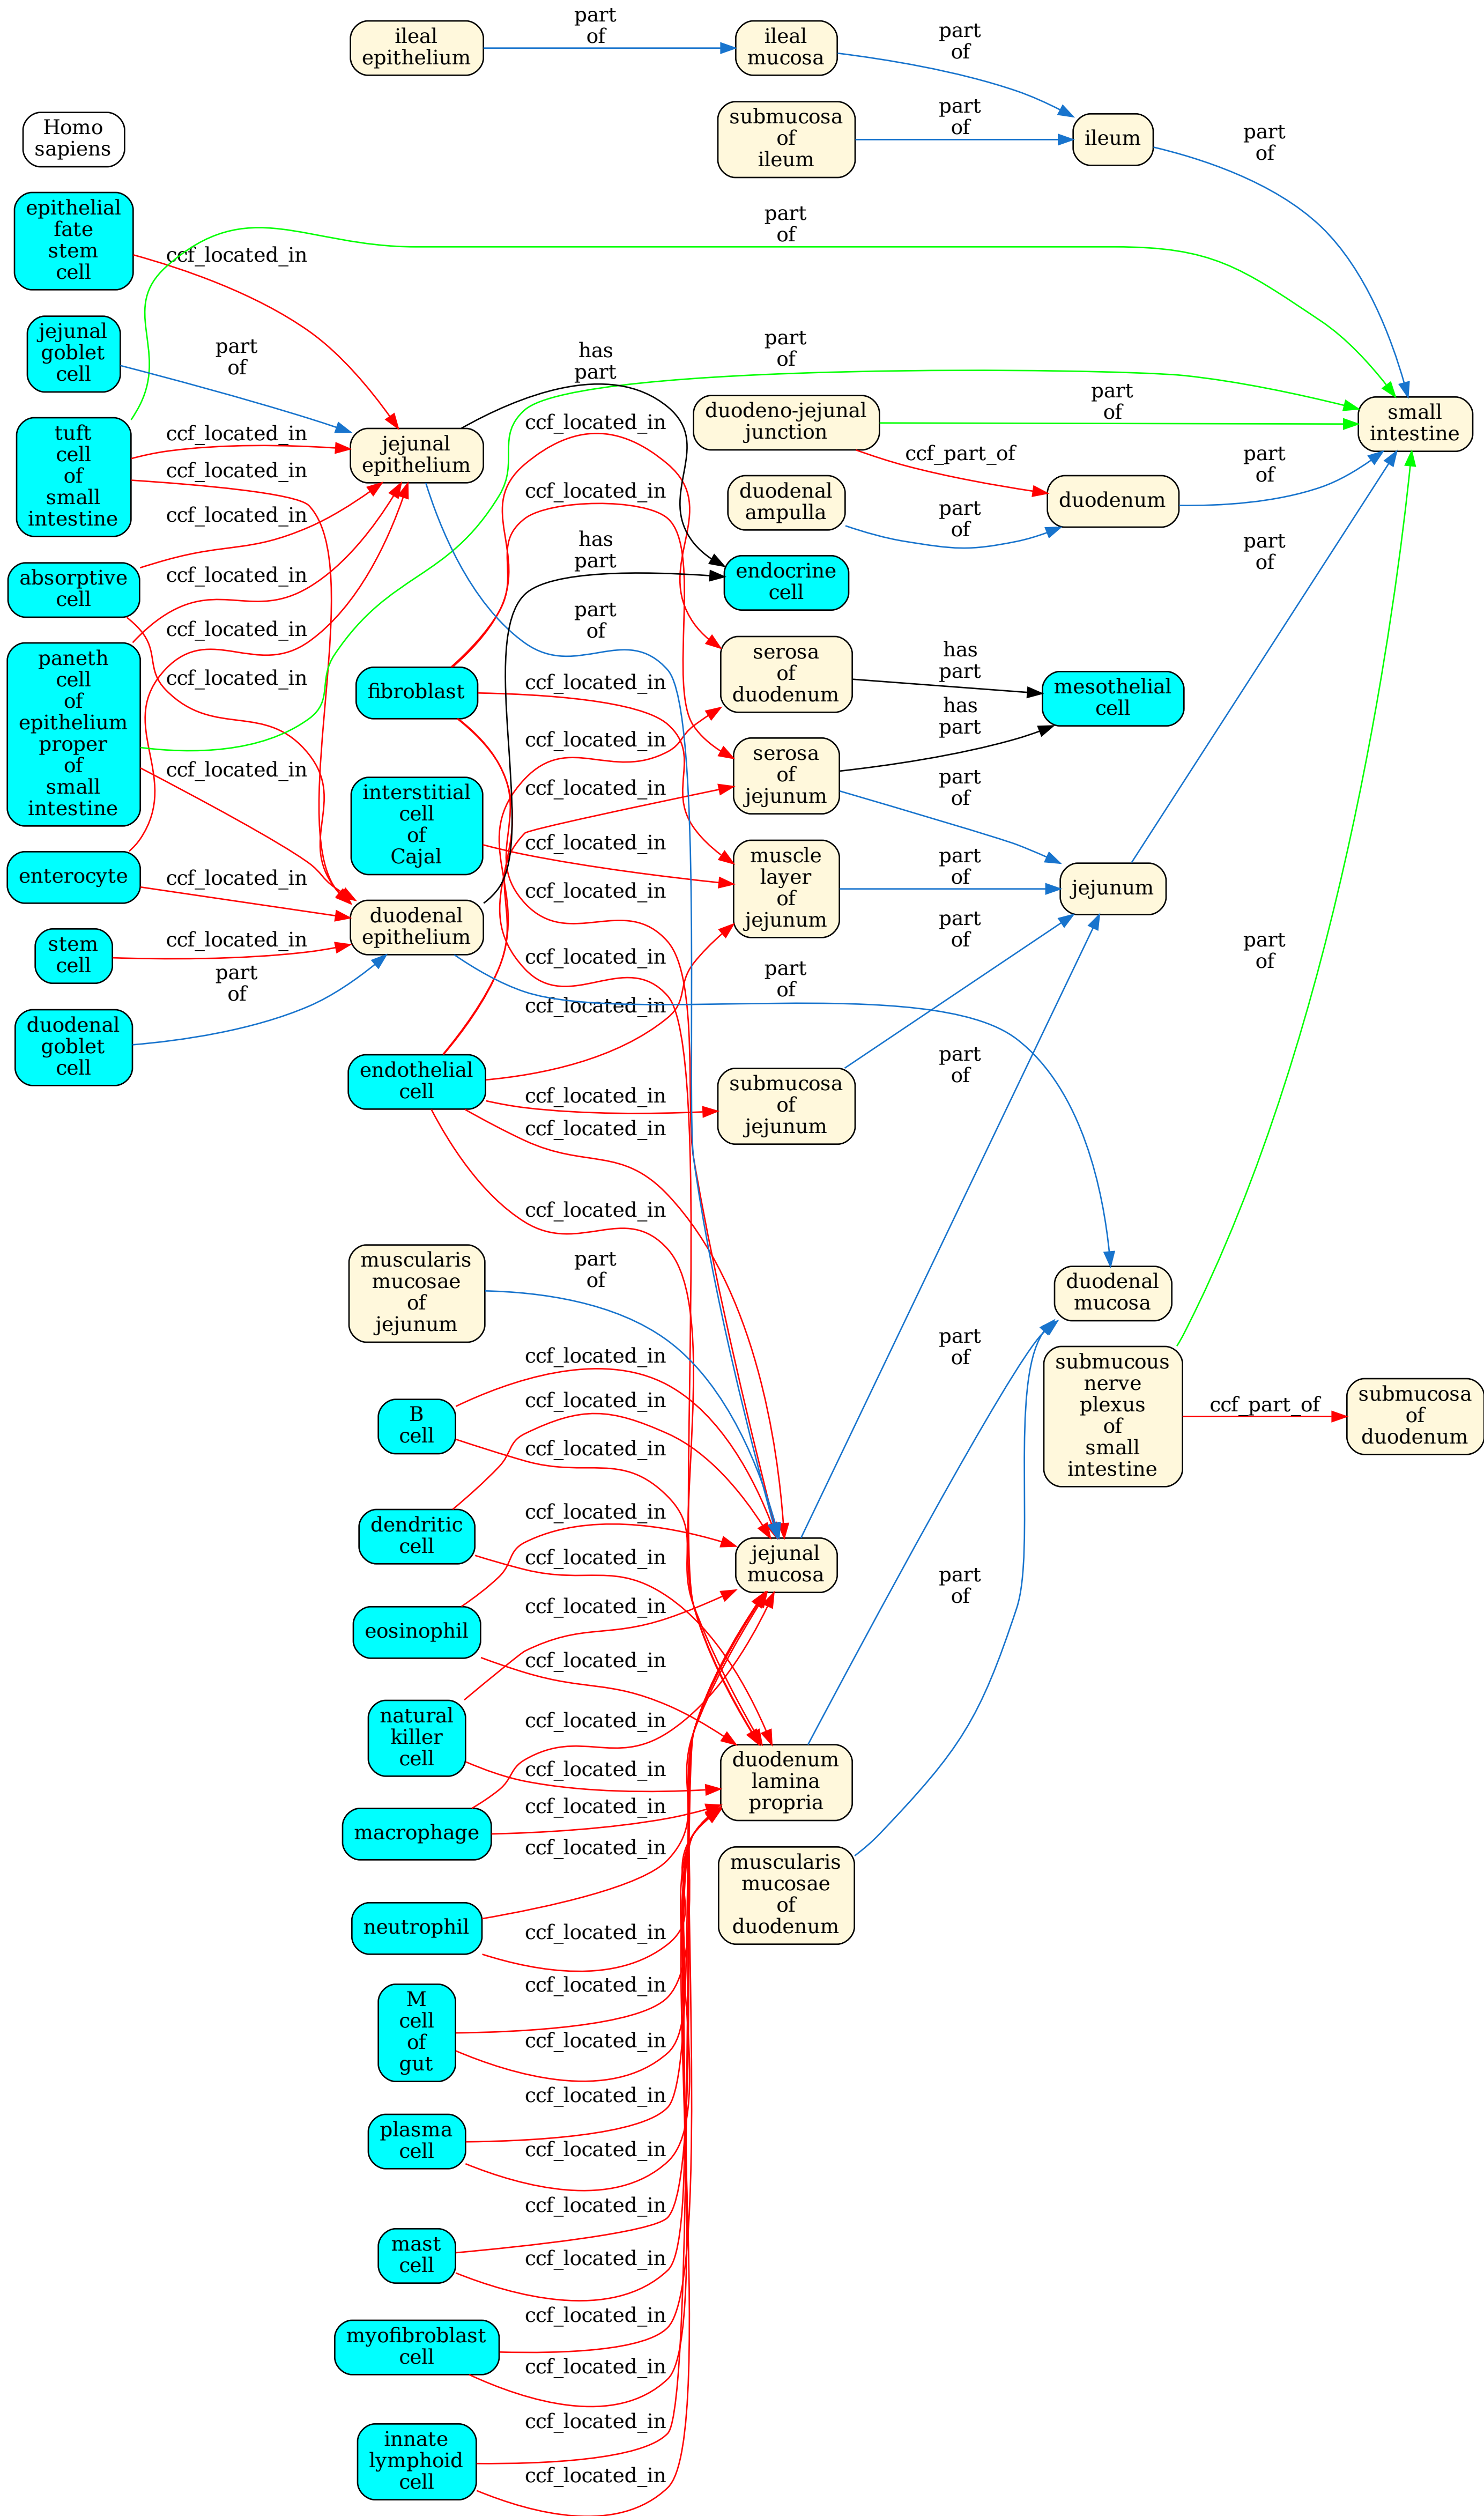 ileal
epithelium
part
of
ileal
mucosa
part
of
submucosa
of
ileum
part
of
ileum
part
of
Homo
sapiens
epithelial
fate
stem
cell
ccf_located_in
part
of
jejunal
goblet
cell
part
of
has
part
part
of
tuft
cell
of
small
intestine
ccf_located_in
ccf_located_in
jejunal
epithelium
ccf_located_in
ccf_located_in
duodeno-jejunal
junction
part
of
ccf_part_of
small
intestine
duodenal
ampulla
part
of
duodenum
part
of
absorptive
cell
ccf_located_in
ccf_located_in
has
part
endocrine
cell
part
of
paneth
cell
of
epithelium
proper
of
small
intestine
ccf_located_in
ccf_located_in
ccf_located_in
part
of
fibroblast
ccf_located_in
ccf_located_in
serosa
of
duodenum
has
part
mesothelial
cell
has
part
interstitial
cell
of
Cajal
ccf_located_in
ccf_located_in
serosa
of
jejunum
part
of
enterocyte
ccf_located_in
ccf_located_in
muscle
layer
of
jejunum
part
of
jejunum
stem
cell
ccf_located_in
duodenal
epithelium
ccf_located_in
part
of
part
of
part
of
duodenal
goblet
cell
part
of
ccf_located_in
endothelial
cell
ccf_located_in
ccf_located_in
submucosa
of
jejunum
part
of
ccf_located_in
muscularis
mucosae
of
jejunum
part
of
duodenal
mucosa
part
of
submucous
nerve
plexus
of
small
intestine
ccf_part_of
submucosa
of
duodenum
B
cell
ccf_located_in
ccf_located_in
ccf_located_in
dendritic
cell
ccf_located_in
ccf_located_in
jejunal
mucosa
part
of
eosinophil
ccf_located_in
ccf_located_in
natural
killer
cell
ccf_located_in
ccf_located_in
duodenum
lamina
propria
macrophage
ccf_located_in
ccf_located_in
muscularis
mucosae
of
duodenum
neutrophil
ccf_located_in
M
cell
of
gut
ccf_located_in
ccf_located_in
plasma
cell
ccf_located_in
ccf_located_in
mast
cell
ccf_located_in
ccf_located_in
myofibroblast
cell
ccf_located_in
ccf_located_in
innate
lymphoid
cell
ccf_located_in
ccf_located_in